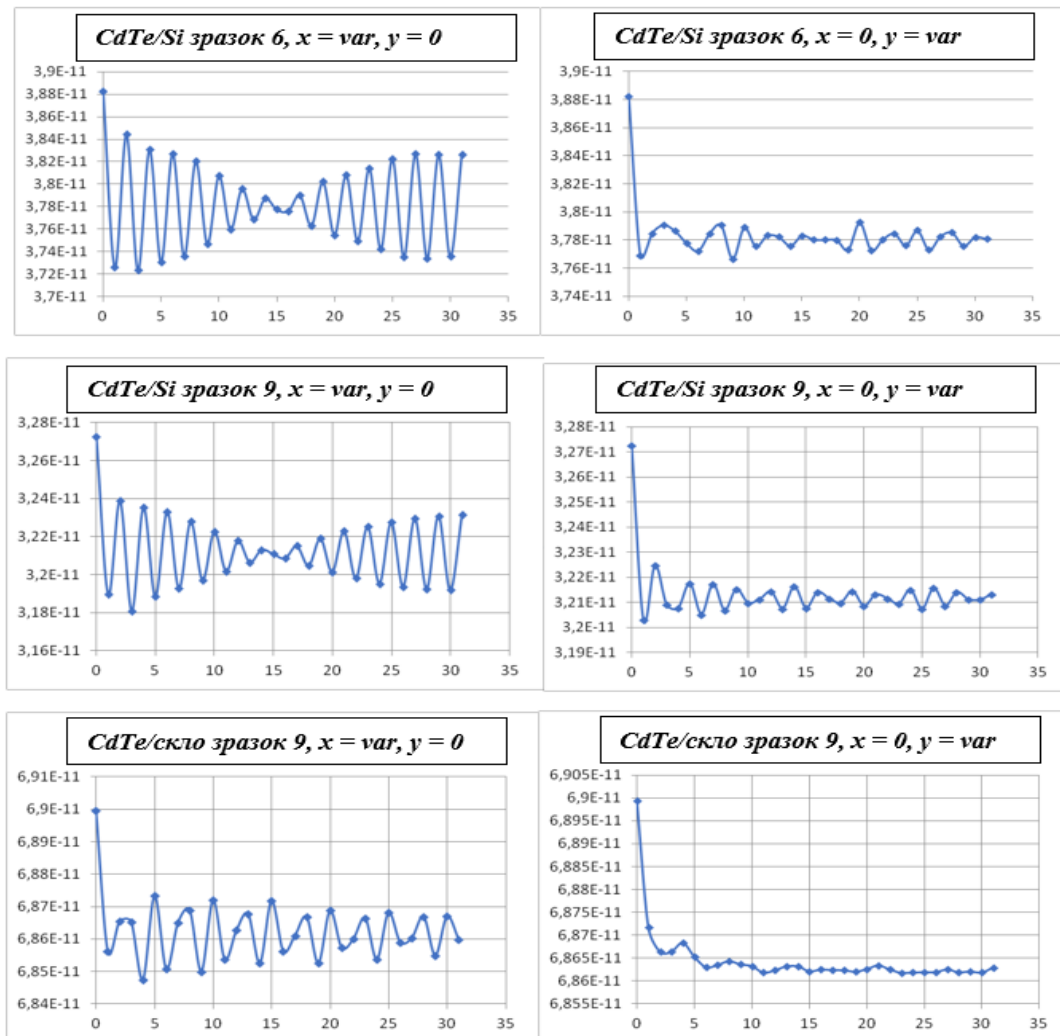 CdTe/Si зразок 6, x = var, y = 0
3,9E-11
3,88E-11
3,86E-11
3,84E-11
3,82E-11
3,8E-11
3,78E-11
3,76E-11
3,74E-11
3,72E-11
3,7E-11
0 5 10 15 20 25 30 35
CdTe/Si зразок 6, x = 0, y = var
3,9E-11
3,88E-11
3,86E-11
3,84E-11
3,82E-11
3,8E-11
3,78E-11
3,76E-11
3,74E-11
0 5 10 15 20 25 30 35
CdTe/Si зразок 9, x = var, y = 0
3,28E-11
3,26E-11
3,24E-11
3,22E-11
3,2E-11
3,18E-11
3,16E-11
0 5 10 15 20 25 30 35
CdTe/Si зразок 9, x = 0, y = var
3,28E-11
3,27E-11
3,26E-11
3,25E-11
3,24E-11
3,23E-11
3,22E-11
3,21E-11
3,2E-11
3,19E-11
0 5 10 15 20 25 30 35
CdTe/скло зразок 9, x = var, y = 0
6,91E-11
6,9E-11
6,89E-11
6,88E-11
6,87E-11
6,86E-11
6,85E-11
6,84E-11
0 5 10 15 20 25 30 35
CdTe/скло зразок 9, x = 0, y = var
6,905E-11
6,9E-11
6,895E-11
6,89E-11
6,885E-11
6,88E-11
6,875E-11
6,87E-11
6,865E-11
6,86E-11
6,855E-11
0 5 10 15 20 25 30 35